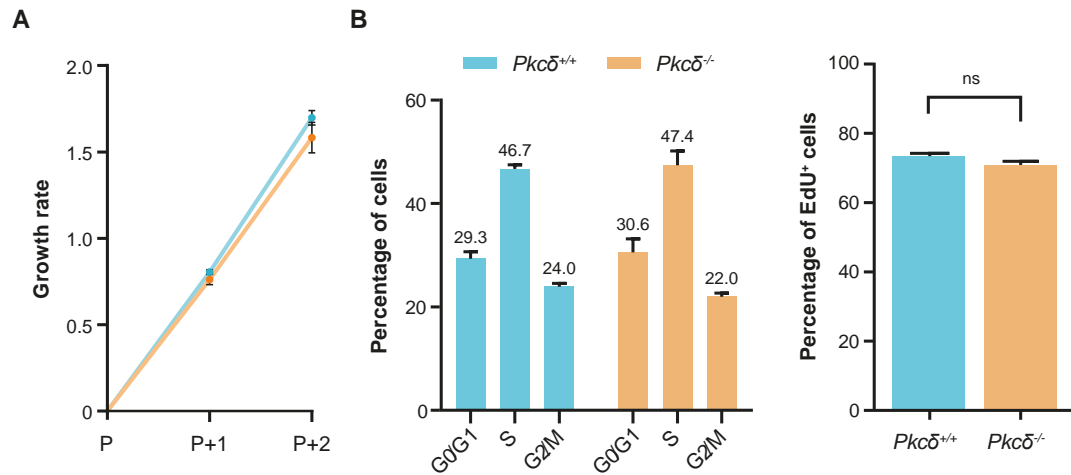 A
Growth rate
2.0
1.5
1.0
0.5
0
P
P+1
P+2
B
Pkcδ+/+
Pkcδ-/-
Percentage of cells
60
40
20
0
29.3
46.7
24.0
30.6
47.4
22.0
G0/G1
S
G2/M
G0/G1
S
G2/M
Percentage of EdU+ cells
100
80
60
40
20
0
ns
Pkcδ+/+
Pkcδ-/-